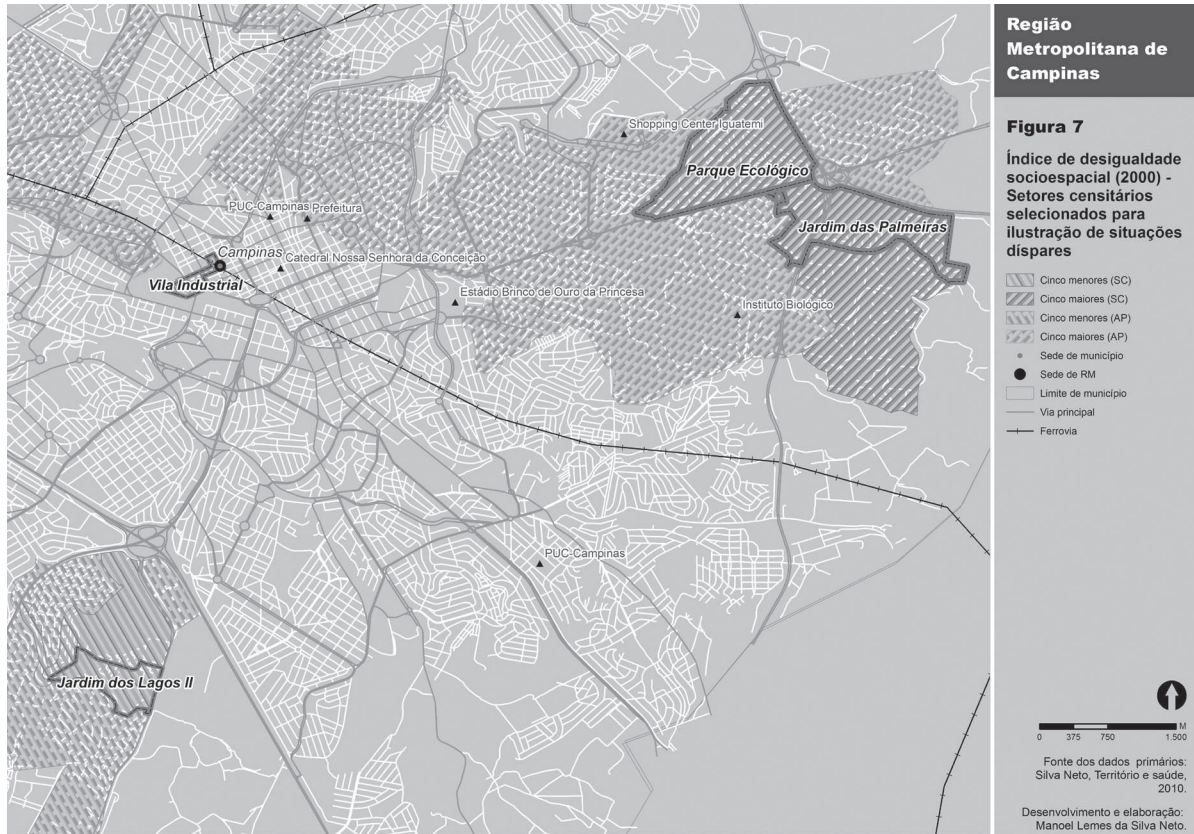 Shopping Center Iguatemi
Parque Ecológico
PUC-Campinas
Prefeitura
Jardim das Palmeiras
Campinas
Catedral Nossa Senhora da Conceição
Vila Industrial
Estádio Brinco de Ouro da Princesa
Instituto Biológico
PUC-Campinas
Jardim dos Lagos II
Região
Metropolitana de
Campinas
Figura 7
Índice de desigualdade
socioespacial (2000) -
Setores censitários
selecionados para
ilustração de situações
díspares
Cinco menores (SC)
Cinco maiores (SC)
Cinco menores (AP)
Cinco maiores (AP)
Sede de município
Sede de RM
Limite de município
Via principal
Ferrovia
M
0 375 750 1.500
Fonte dos dados primários:
Silva Neto, Território e saúde,
2010.
Desenvolvimento e elaboração:
Manoel Lemes da Silva Neto.